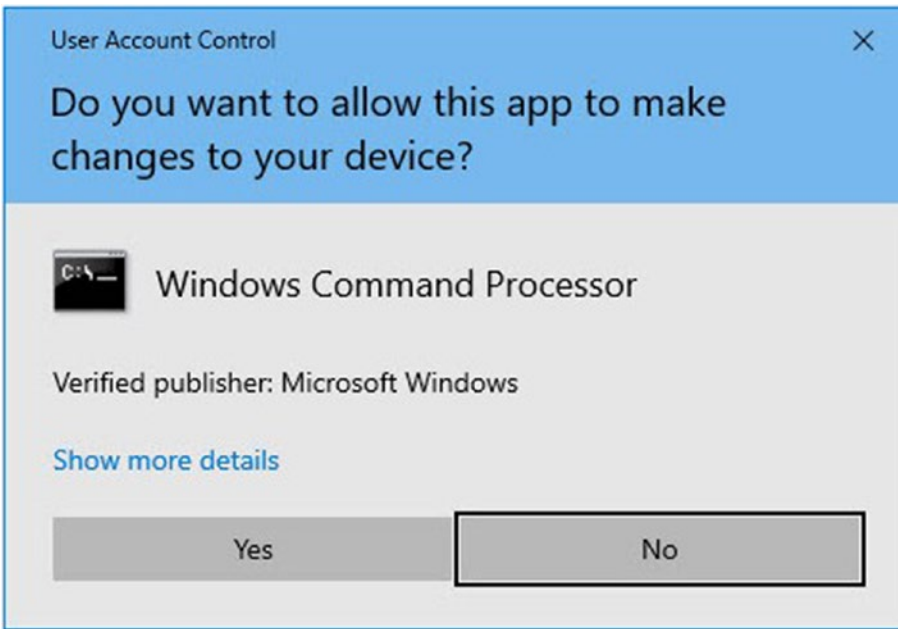 User Account Control
Do you want to allow this app to make
changes to your device?
C:\_
Windows Command Processor
Verified publisher: Microsoft Windows
Show more details
Yes
No